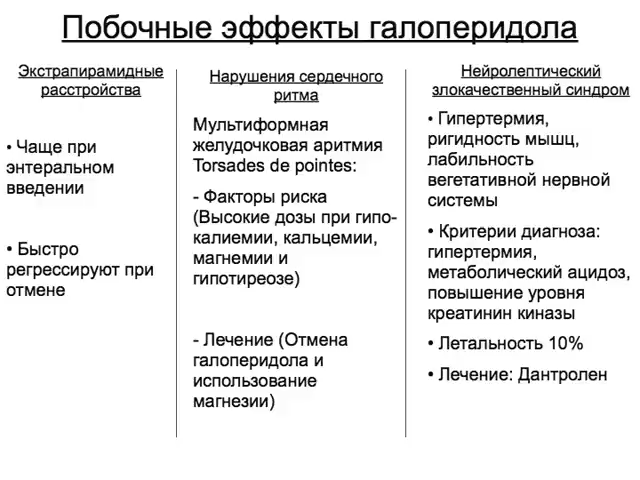 Побочные эффекты галоперидола
Экстрапирамидные
расстройства
• Чаще при
энтеральном
введении
• Быстро
регрессируют при
отмене
Нарушения сердечного
ритма
Мультиформная
желудочковая аритмия
Torsades de pointes:
- Факторы риска
(Высокие дозы при гипо-
калиемии, кальцемии,
магнемии и
гипотиреозе)
- Лечение (Отмена
галоперидола и
использование
магнезии)
Нейролептический
злокачественный синдром
• Гипертермия,
ригидность мышц,
лабильность
вегетативной нервной
системы
• Критерии диагноза:
гипертермия,
метаболический ацидоз,
повышение уровня
креатинин киназы
• Летальность 10%
• Лечение: Дантролен